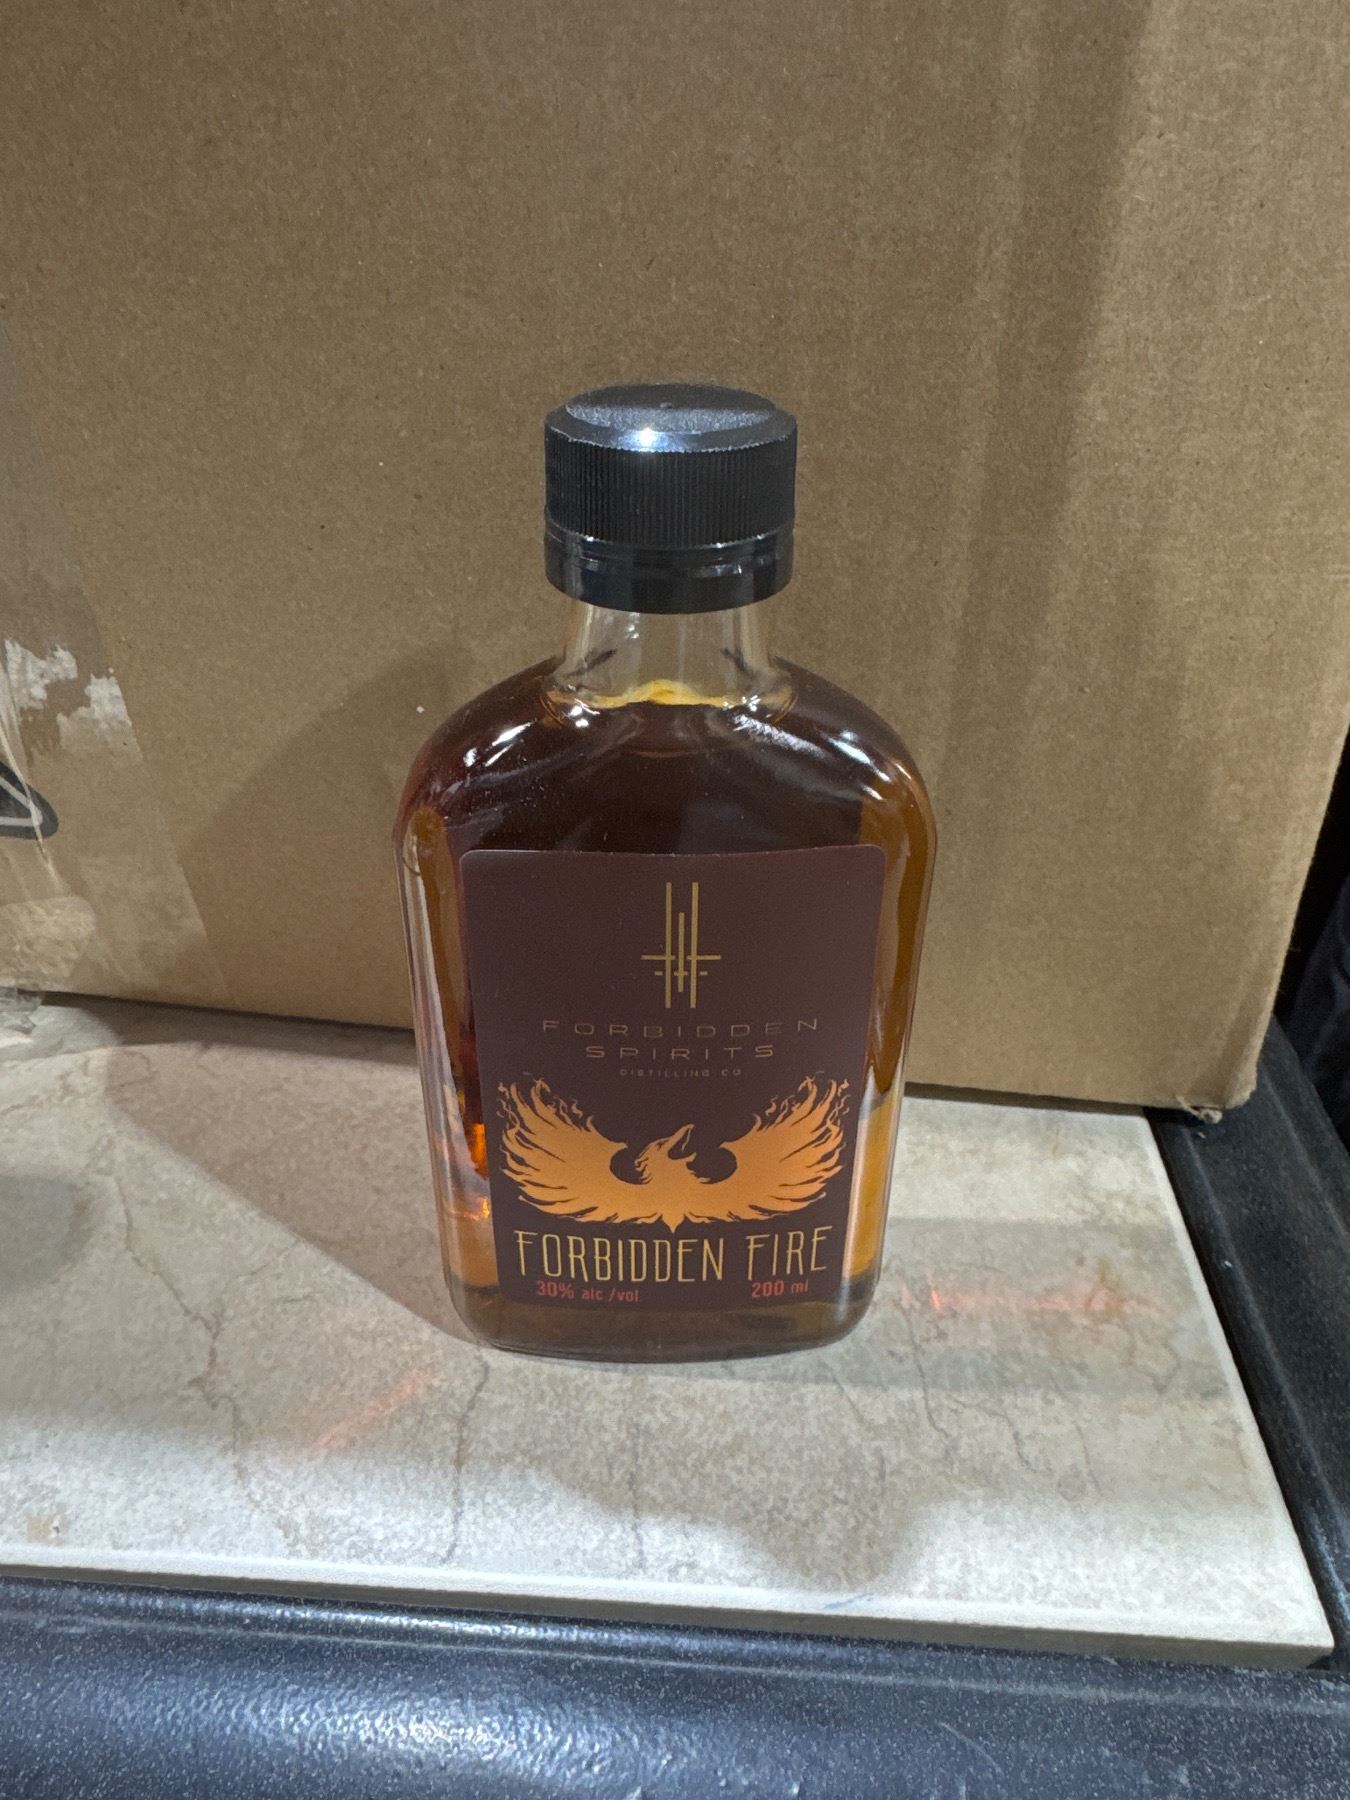 FORBIDDEN
SPIRITS
DISTILLING CO
FORBIDDEN FIRE
30% alc /vol 200 ml